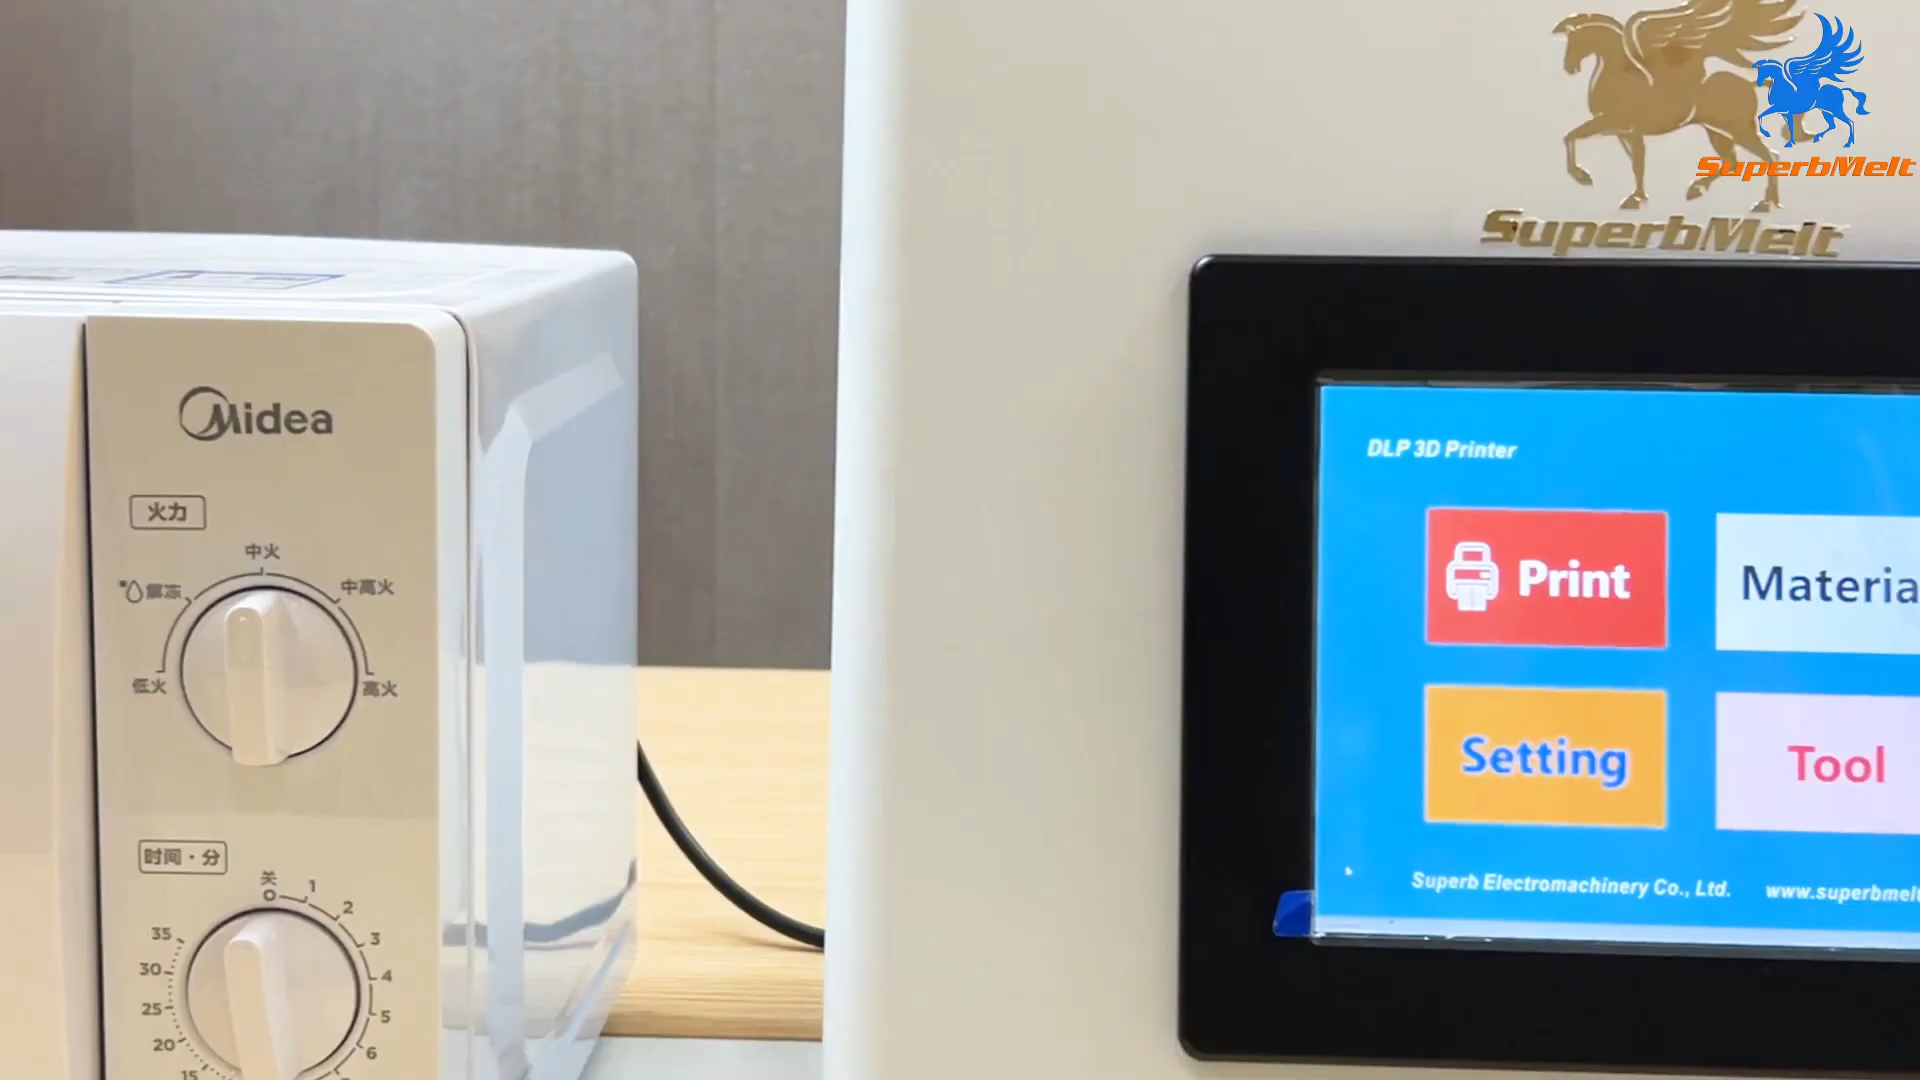 SuperbMelt
SuperbMelt
Midea
火力
中火
解冻
中高火
低火
高火
时间·分
关
1
2
3
4
5
6
35
30
25
20
15
DLP 3D Printer
Print
Materia
Setting
Tool
Superb Electromachinery Co., Ltd.
www.superbmelt